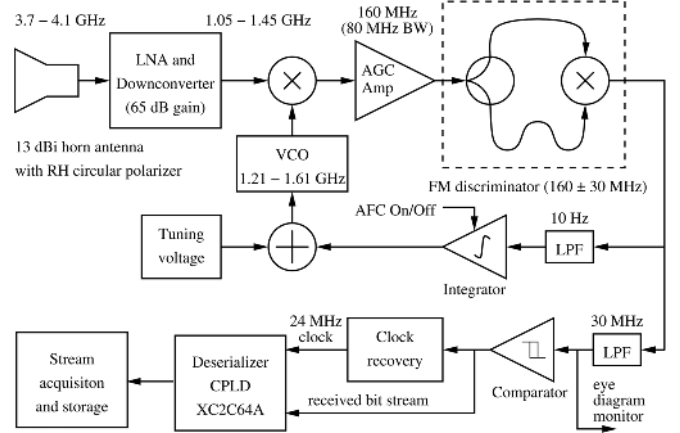 3.7 – 4.1 GHz
1.05 – 1.45 GHz
160 MHz
(80 MHz BW)
LNA and
Downconverter
(65 dB gain)
AGC
Amp
13 dBi horn antenna
with RH circular polarizer
VCO
1.21 – 1.61 GHz
FM discriminator (160 ± 30 MHz)
AFC On/Off
10 Hz
Tuning
voltage
∫
LPF
Integrator
24 MHz
clock
30 MHz
Stream
acquisiton
and storage
Deserializer
CPLD
XC2C64A
Clock
recovery
LPF
Comparator
received bit stream
eye
diagram
monitor